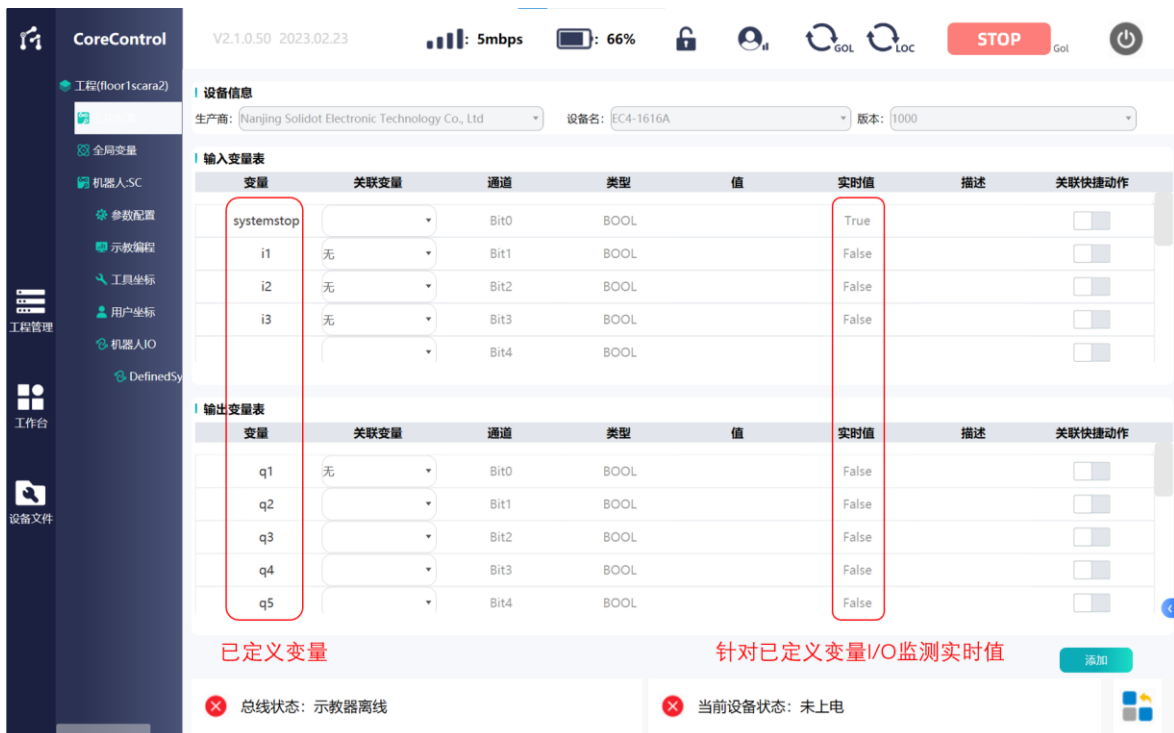 CoreControl V2.1.0.50 2023.02.23 : 5mbps : 66% GOL LOC STOP Gol
工程(floor1scara2)
全局变量
机器人:SC
参数配置
示教编程
工具坐标
用户坐标
机器人IO
DefinedSy
工程管理
工作台
设备文件
设备信息
生产商: Nanjing Solidot Electronic Technology Co., Ltd 设备名: EC4-1616A 版本: 1000
输入变量表
变量 关联变量 通道 类型 值 实时值 描述 关联快捷动作
systemstop Bit0 BOOL True
i1 无 Bit1 BOOL False
i2 无 Bit2 BOOL False
i3 无 Bit3 BOOL False
Bit4 BOOL
输出变量表
变量 关联变量 通道 类型 值 实时值 描述 关联快捷动作
q1 无 Bit0 BOOL False
q2 Bit1 BOOL False
q3 Bit2 BOOL False
q4 Bit3 BOOL False
q5 Bit4 BOOL False
已定义变量 针对已定义变量I/O监测实时值
添加
总线状态: 示教器离线 当前设备状态: 未上电